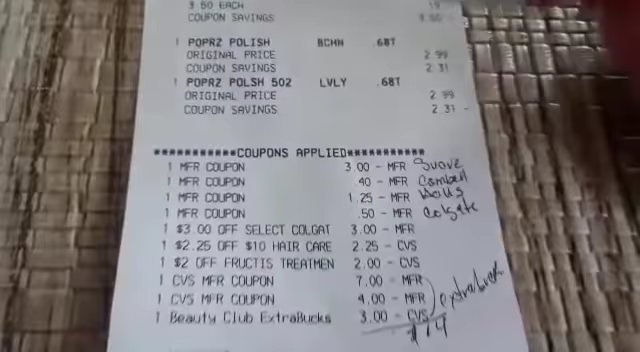 3.50 EACH
COUPON SAVINGS 3.50 -
1 POPRZ POLISH BCHN .68T
ORIGINAL PRICE 2.99
COUPON SAVINGS 2.31
1 POPRZ POLSH 502 LVLY .68T
ORIGINAL PRICE 2.99
COUPON SAVINGS 2.31 -
***********COUPONS APPLIED***********
1 MFR COUPON 3.00 - MFR Suave
1 MFR COUPON .40 - MFR
1 MFR COUPON 1.25 - MFR Halls
1 MFR COUPON .50 - MFR Colgate
1 $3.00 OFF SELECT COLGAT 3.00 - MFR
1 $2.25 OFF $10 HAIR CARE 2.25 - CVS
1 $2 OFF FRUCTIS TREATMEN 2.00 - CVS
1 CVS MFR COUPON 7.00 - MFR
1 CVS MFR COUPON 4.00 - MFR
1 Beauty Club ExtraBucks 3.00 - CVS
extrabucks
$14